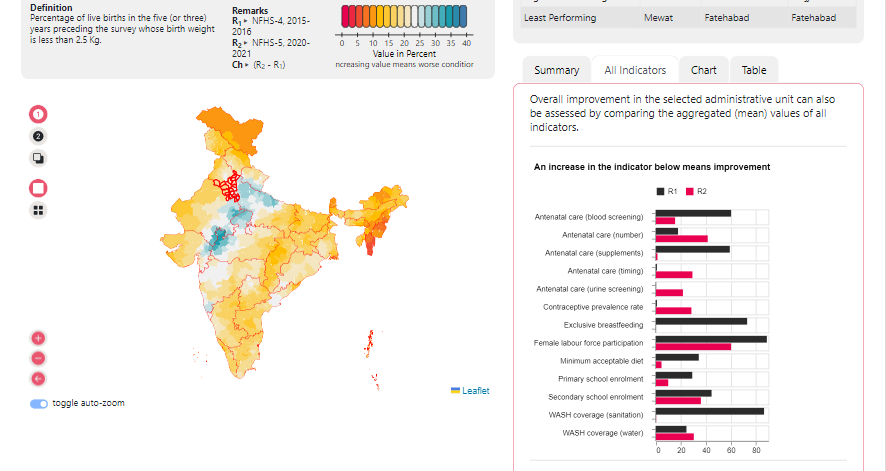 Definition
Percentage of live births in the five (or three)
years preceding the survey whose birth weight
is less than 2.5 Kg.
Remarks
R1 ▸ NFHS-4, 2015-
2016
R2 ▸ NFHS-5, 2020-
2021
Ch ▸ (R2 - R1)
0 5 10 15 20 25 30 35 40
Value in Percent
ncreasing value means worse condition
1
2
+
−
toggle auto-zoom
Leaflet
Least Performing Mewat Fatehabad Fatehabad
Summary All Indicators Chart Table
Overall improvement in the selected administrative unit can also
be assessed by comparing the aggregated (mean) values of all
indicators.
An increase in the indicator below means improvement
R1 R2
Antenatal care (blood screening)
Antenatal care (number)
Antenatal care (supplements)
Antenatal care (timing)
Antenatal care (urine screening)
Contraceptive prevalence rate
Exclusive breastfeeding
Female labour force participation
Minimum acceptable diet
Primary school enrolment
Secondary school enrolment
WASH coverage (sanitation)
WASH coverage (water)
0 20 40 60 80